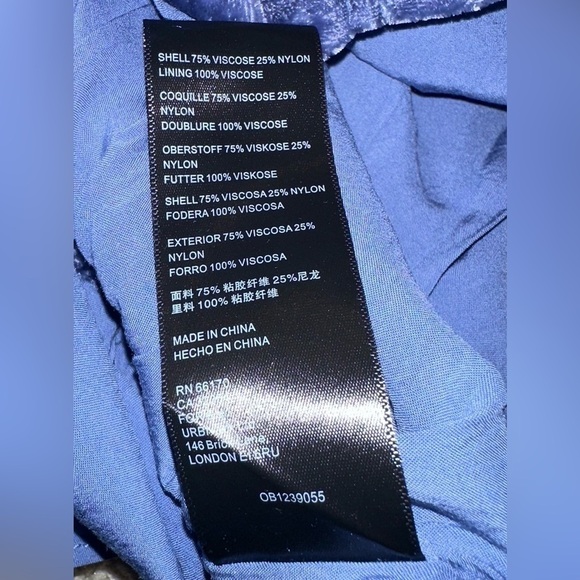 SHELL 75% VISCOSE 25% NYLON
LINING 100% VISCOSE
COQUILLE 75% VISCOSE 25%
NYLON
DOUBLURE 100% VISCOSE
OBERSTOFF 75% VISKOSE 25%
NYLON
FUTTER 100% VISKOSE
SHELL 75% VISCOSA 25% NYLON
FODERA 100% VISCOSA
EXTERIOR 75% VISCOSA 25%
NYLON
FORRO 100% VISCOSA
面料 75% 粘胶纤维 25%尼龙
里料 100% 粘胶纤维
MADE IN CHINA
HECHO EN CHINA
RN 66170
146
LONDON
OB1239055